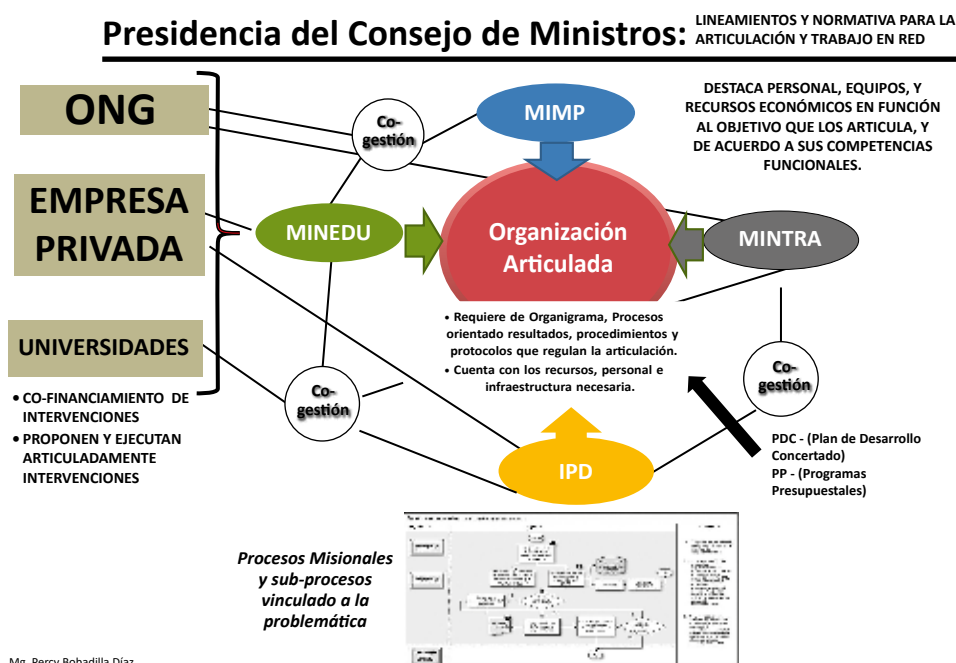 Presidencia del Consejo de Ministros:
LINEAMIENTOS Y NORMATIVA PARA LA
ARTICULACIÓN Y TRABAJO EN RED
ONG
EMPRESA
PRIVADA
UNIVERSIDADES
• CO-FINANCIAMIENTO DE
INTERVENCIONES
• PROPONEN Y EJECUTAN
ARTICULADAMENTE
INTERVENCIONES
Co-
gestión
MIMP
DESTACA PERSONAL, EQUIPOS, Y
RECURSOS ECONÓMICOS EN FUNCIÓN
AL OBJETIVO QUE LOS ARTICULA, Y
DE ACUERDO A SUS COMPETENCIAS
FUNCIONALES.
MINEDU
Organización
Articulada
MINTRA
• Requiere de Organigrama, Procesos
orientado resultados, procedimientos y
protocolos que regulan la articulación.
• Cuenta con los recursos, personal e
infraestructura necesaria.
Co-
gestión
Co-
gestión
IPD
PDC - (Plan de Desarrollo
Concertado)
PP - (Programas
Presupuestales)
Procesos Misionales
y sub-procesos
vinculado a la
problemática
Mg. Percy Bobadilla Díaz